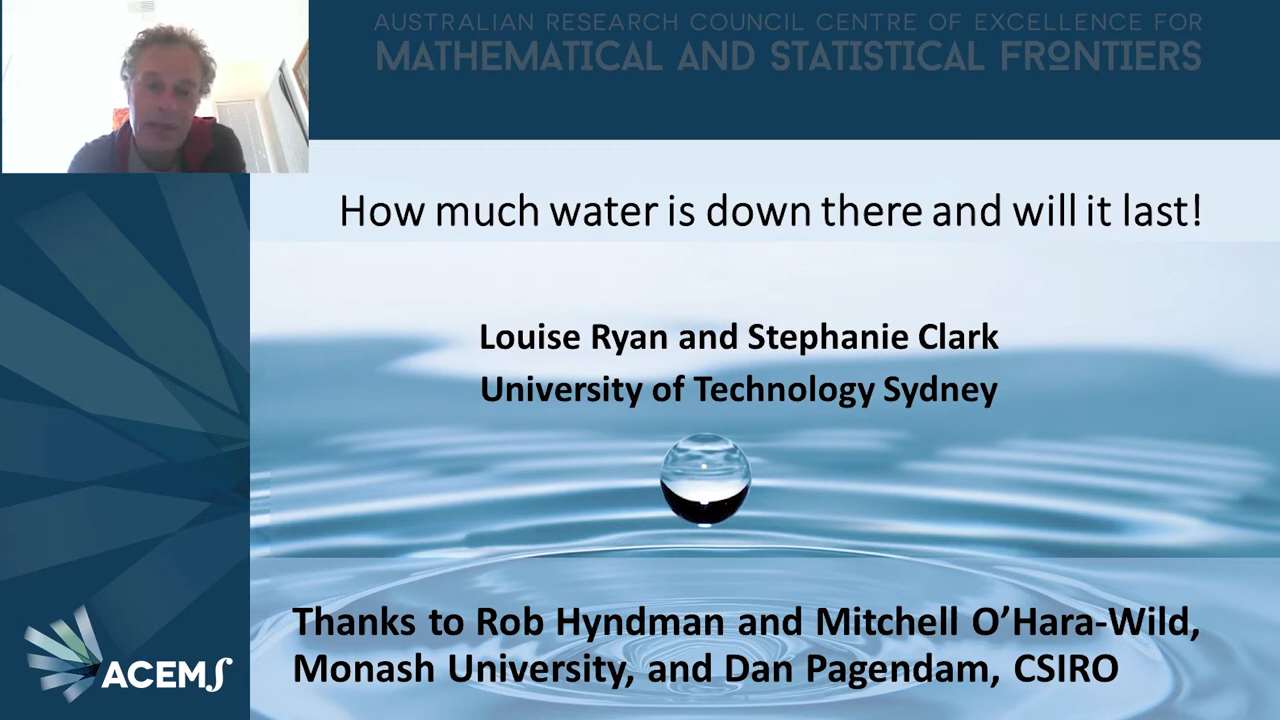 AUSTRALIAN RESEARCH COUNCIL CENTRE OF EXCELLENCE FOR
MATHEMATICAL AND STATISTICAL FRONTIERS
How much water is down there and will it last!
Louise Ryan and Stephanie Clark
University of Technology Sydney
Thanks to Rob Hyndman and Mitchell O’Hara-Wild,
Monash University, and Dan Pagendam, CSIRO
ACEMS